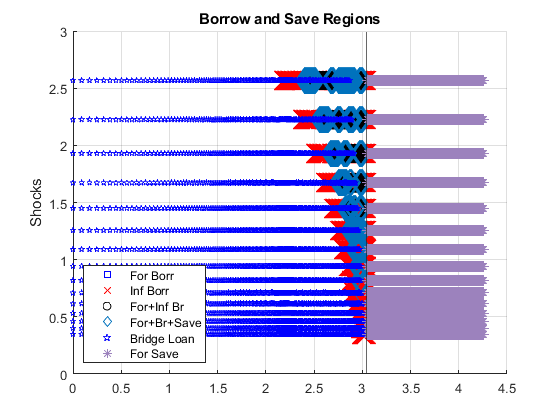 Borrow and Save Regions
3
2.5
2
1.5
1
0.5
0
Shocks
For Borr
Inf Borr
For+Inf Br
For+Br+Save
Bridge Loan
For Save
0 0.5 1 1.5 2 2.5 3 3.5 4 4.5